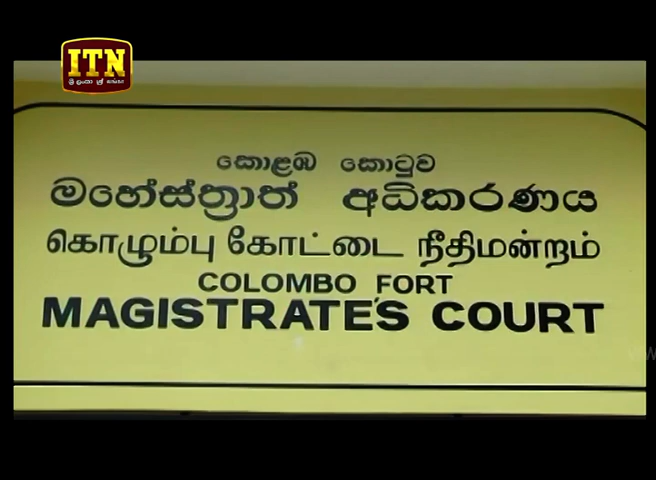 ITN
කොළඹ කොටුව
මහේස්ත්‍රාත් අධිකරණය
கொழும்பு கோட்டை நீதிமன்றம்
COLOMBO FORT
MAGISTRATE'S COURT